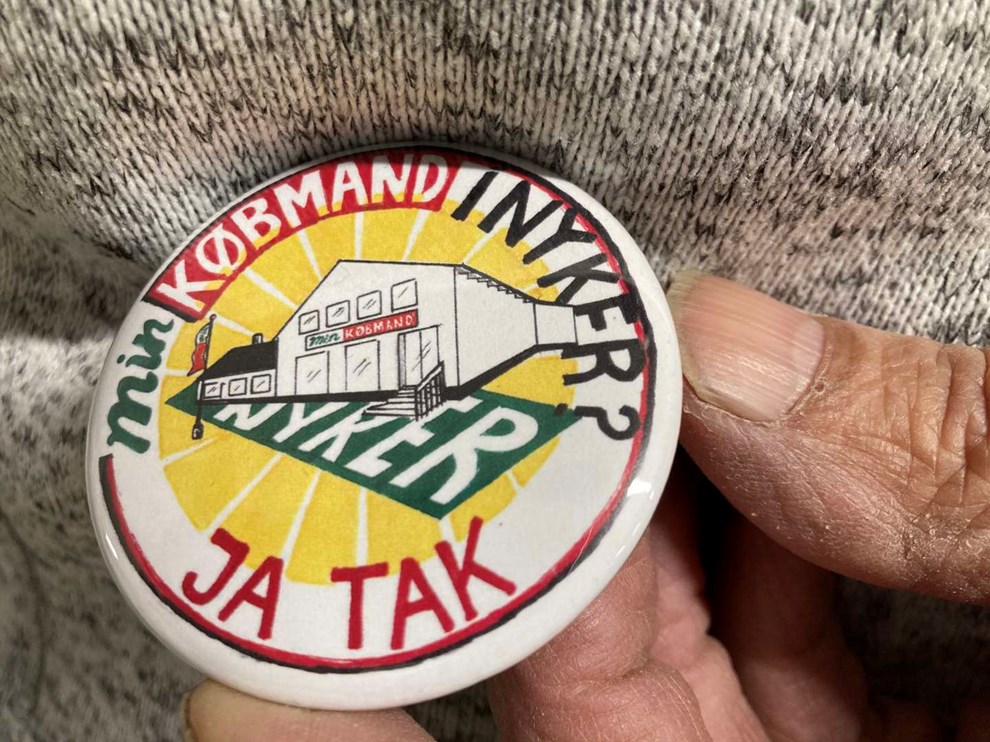 min KØBMAND I NYKER?
min KØBMAND
NYKER
JA TAK